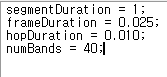 segmentDuration = 1;
frameDuration = 0.025;
hopDuration = 0.010;
numBands = 40;